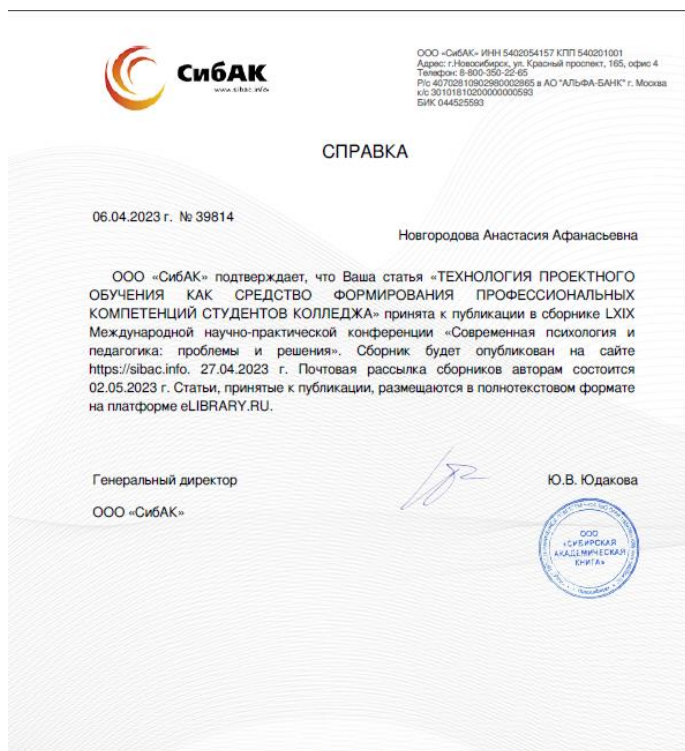 СибАК
www.sibac.info
ООО «СибАК» ИНН 5402054157 КПП 540201001
Адрес: г.Новосибирск, ул. Красный проспект, 165, офис 4
Телефон: 8-800-350-22-65
Р/с 40702810902980002865 в АО "АЛЬФА-БАНК" г. Москва
к/с 30101810200000000593
БИК 044525593
СПРАВКА
06.04.2023 г. № 39814
Новгородова Анастасия Афанасьевна
ООО «СибАК» подтверждает, что Ваша статья «ТЕХНОЛОГИЯ ПРОЕКТНОГО
ОБУЧЕНИЯ КАК СРЕДСТВО ФОРМИРОВАНИЯ ПРОФЕССИОНАЛЬНЫХ
КОМПЕТЕНЦИЙ СТУДЕНТОВ КОЛЛЕДЖА» принята к публикации в сборнике LXIX
Международной научно-практической конференции «Современная психология и
педагогика: проблемы и решения». Сборник будет опубликован на сайте
https://sibac.info. 27.04.2023 г. Почтовая рассылка сборников авторам состоится
02.05.2023 г. Статьи, принятые к публикации, размещаются в полнотекстовом формате
на платформе eLIBRARY.RU.
Генеральный директор
Ю.В. Юдакова
ООО «СибАК»
ООО
«СИБИРСКАЯ
АКАДЕМИЧЕСКАЯ
КНИГА»